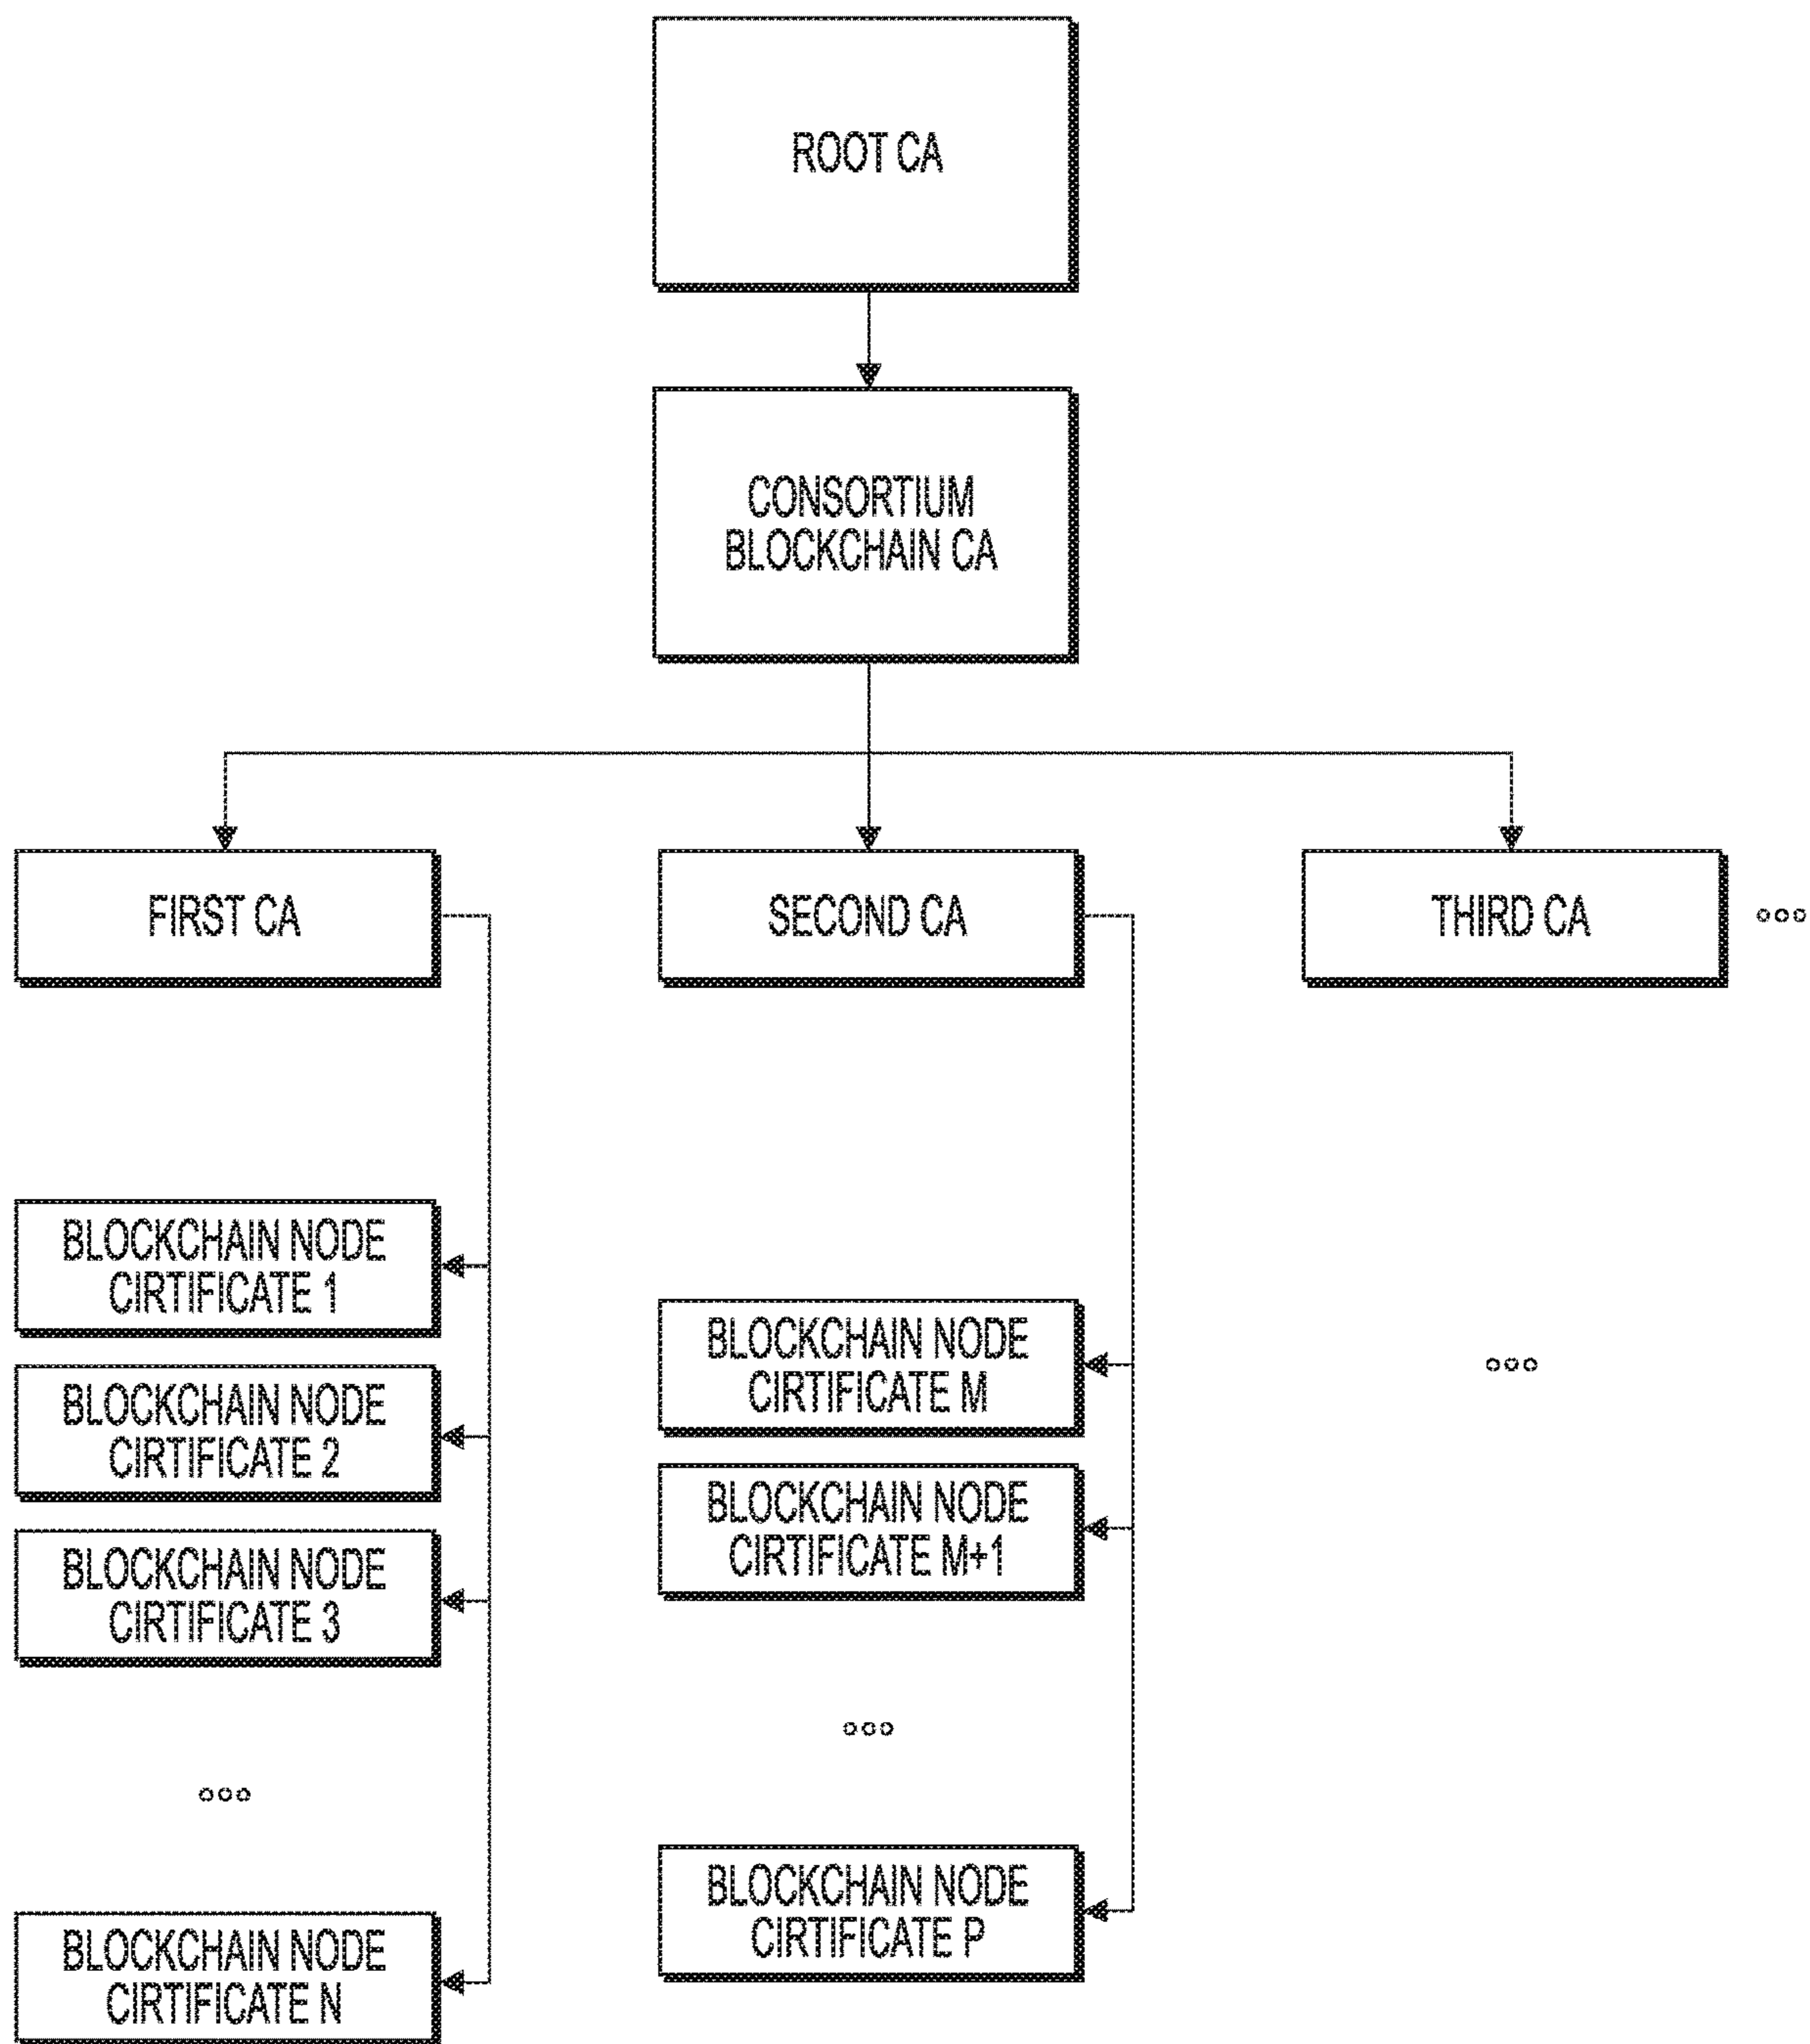 ROOT CA
CONSORTIUM
BLOCKCHAIN CA
FIRST CA
SECOND CA
THIRD CA
BLOCKCHAIN NODE
CIRTIFICATE 1
BLOCKCHAIN NODE
CIRTIFICATE 2
BLOCKCHAIN NODE
CIRTIFICATE 3
BLOCKCHAIN NODE
CIRTIFICATE N
BLOCKCHAIN NODE
CIRTIFICATE M
BLOCKCHAIN NODE
CIRTIFICATE M+1
BLOCKCHAIN NODE
CIRTIFICATE P